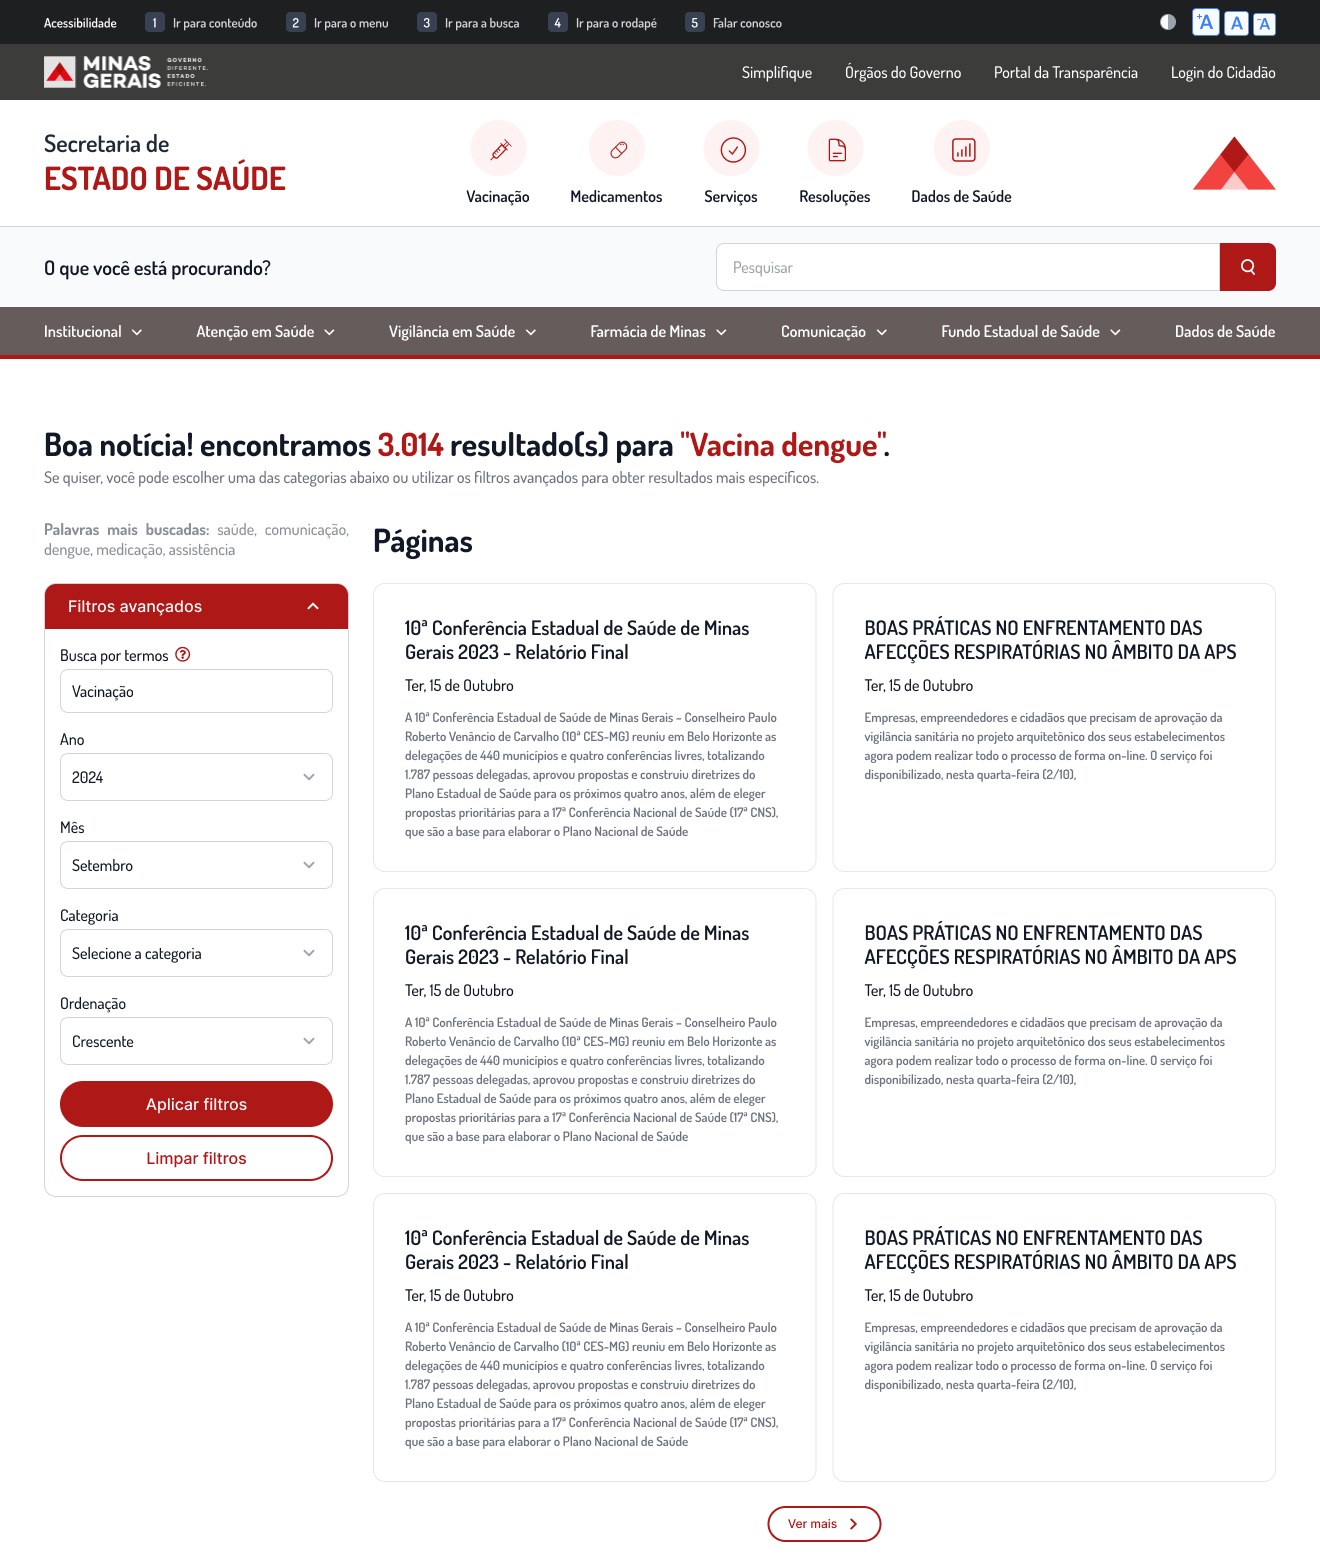 Acessibilidade 1 Ir para conteúdo 2 Ir para o menu 3 Ir para a busca 4 Ir para o rodapé 5 Falar conosco +A A -A
MINAS GERAIS
GOVERNO
DIFERENTE.
ESTADO
EFICIENTE.
Simplifique Órgãos do Governo Portal da Transparência Login do Cidadão
Secretaria de
ESTADO DE SAÚDE
Vacinação Medicamentos Serviços Resoluções Dados de Saúde
O que você está procurando?
Pesquisar
Institucional Atenção em Saúde Vigilância em Saúde Farmácia de Minas Comunicação Fundo Estadual de Saúde Dados de Saúde
Boa notícia! encontramos 3.014 resultado(s) para "Vacina dengue".
Se quiser, você pode escolher uma das categorias abaixo ou utilizar os filtros avançados para obter resultados mais específicos.
Palavras mais buscadas: saúde, comunicação,
dengue, medicação, assistência
Filtros avançados
Busca por termos ?
Vacinação
Ano
2024
Mês
Setembro
Categoria
Selecione a categoria
Ordenação
Crescente
Aplicar filtros
Limpar filtros
Páginas
10ª Conferência Estadual de Saúde de Minas
Gerais 2023 - Relatório Final
Ter, 15 de Outubro
A 10ª Conferência Estadual de Saúde de Minas Gerais – Conselheiro Paulo
Roberto Venâncio de Carvalho (10ª CES-MG) reuniu em Belo Horizonte as
delegações de 440 municípios e quatro conferências livres, totalizando
1.787 pessoas delegadas, aprovou propostas e construiu diretrizes do
Plano Estadual de Saúde para os próximos quatro anos, além de eleger
propostas prioritárias para a 17ª Conferência Nacional de Saúde (17ª CNS),
que são a base para elaborar o Plano Nacional de Saúde
BOAS PRÁTICAS NO ENFRENTAMENTO DAS
AFECÇÕES RESPIRATÓRIAS NO ÂMBITO DA APS
Ter, 15 de Outubro
Empresas, empreendedores e cidadãos que precisam de aprovação da
vigilância sanitária no projeto arquitetônico dos seus estabelecimentos
agora podem realizar todo o processo de forma on-line. O serviço foi
disponibilizado, nesta quarta-feira (2/10),
10ª Conferência Estadual de Saúde de Minas
Gerais 2023 - Relatório Final
Ter, 15 de Outubro
A 10ª Conferência Estadual de Saúde de Minas Gerais – Conselheiro Paulo
Roberto Venâncio de Carvalho (10ª CES-MG) reuniu em Belo Horizonte as
delegações de 440 municípios e quatro conferências livres, totalizando
1.787 pessoas delegadas, aprovou propostas e construiu diretrizes do
Plano Estadual de Saúde para os próximos quatro anos, além de eleger
propostas prioritárias para a 17ª Conferência Nacional de Saúde (17ª CNS),
que são a base para elaborar o Plano Nacional de Saúde
BOAS PRÁTICAS NO ENFRENTAMENTO DAS
AFECÇÕES RESPIRATÓRIAS NO ÂMBITO DA APS
Ter, 15 de Outubro
Empresas, empreendedores e cidadãos que precisam de aprovação da
vigilância sanitária no projeto arquitetônico dos seus estabelecimentos
agora podem realizar todo o processo de forma on-line. O serviço foi
disponibilizado, nesta quarta-feira (2/10),
10ª Conferência Estadual de Saúde de Minas
Gerais 2023 - Relatório Final
Ter, 15 de Outubro
A 10ª Conferência Estadual de Saúde de Minas Gerais – Conselheiro Paulo
Roberto Venâncio de Carvalho (10ª CES-MG) reuniu em Belo Horizonte as
delegações de 440 municípios e quatro conferências livres, totalizando
1.787 pessoas delegadas, aprovou propostas e construiu diretrizes do
Plano Estadual de Saúde para os próximos quatro anos, além de eleger
propostas prioritárias para a 17ª Conferência Nacional de Saúde (17ª CNS),
que são a base para elaborar o Plano Nacional de Saúde
BOAS PRÁTICAS NO ENFRENTAMENTO DAS
AFECÇÕES RESPIRATÓRIAS NO ÂMBITO DA APS
Ter, 15 de Outubro
Empresas, empreendedores e cidadãos que precisam de aprovação da
vigilância sanitária no projeto arquitetônico dos seus estabelecimentos
agora podem realizar todo o processo de forma on-line. O serviço foi
disponibilizado, nesta quarta-feira (2/10),
Ver mais